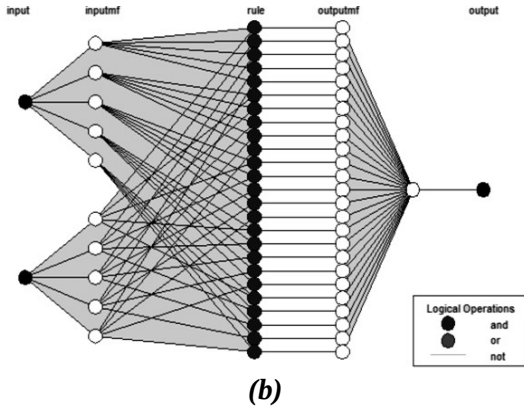 input inputmf rule outputmf output
Logical Operations
and
or
not
(b)